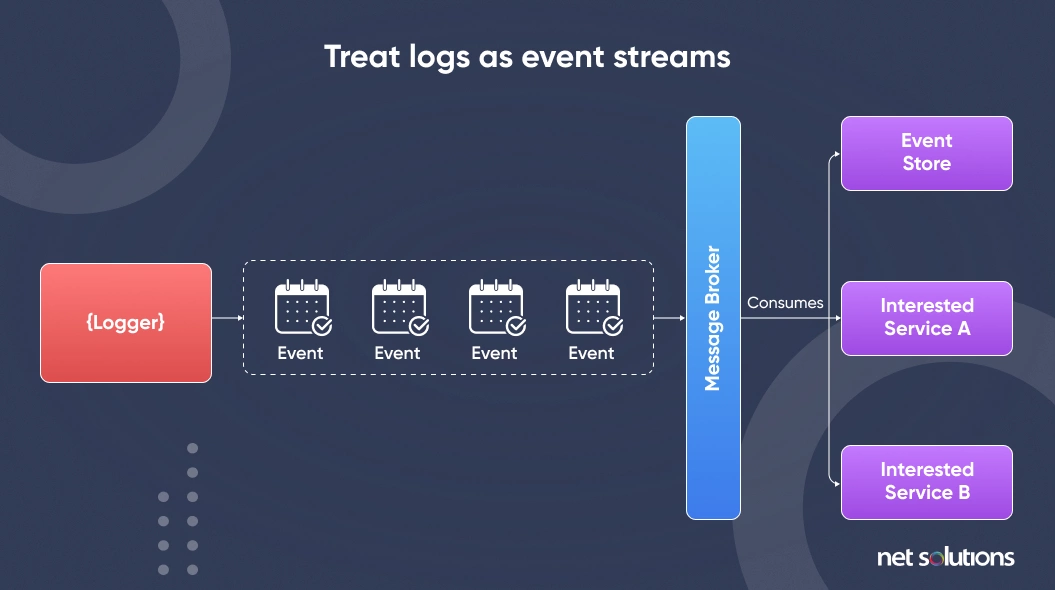 Treat logs as event streams
{Logger}
Event
Event
Event
Event
Message Broker
Consumes
Event
Store
Interested
Service A
Interested
Service B
net solutions